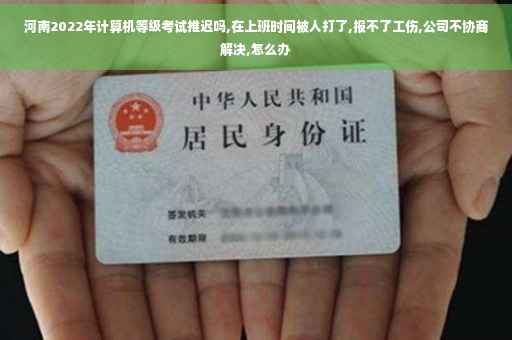 河南2022年计算机等级考试推迟吗,在上班时间被人打了,报不了工伤,公司不协商
解决,怎么办
中华人民共和国
居民身份证
签发机关
有效期限